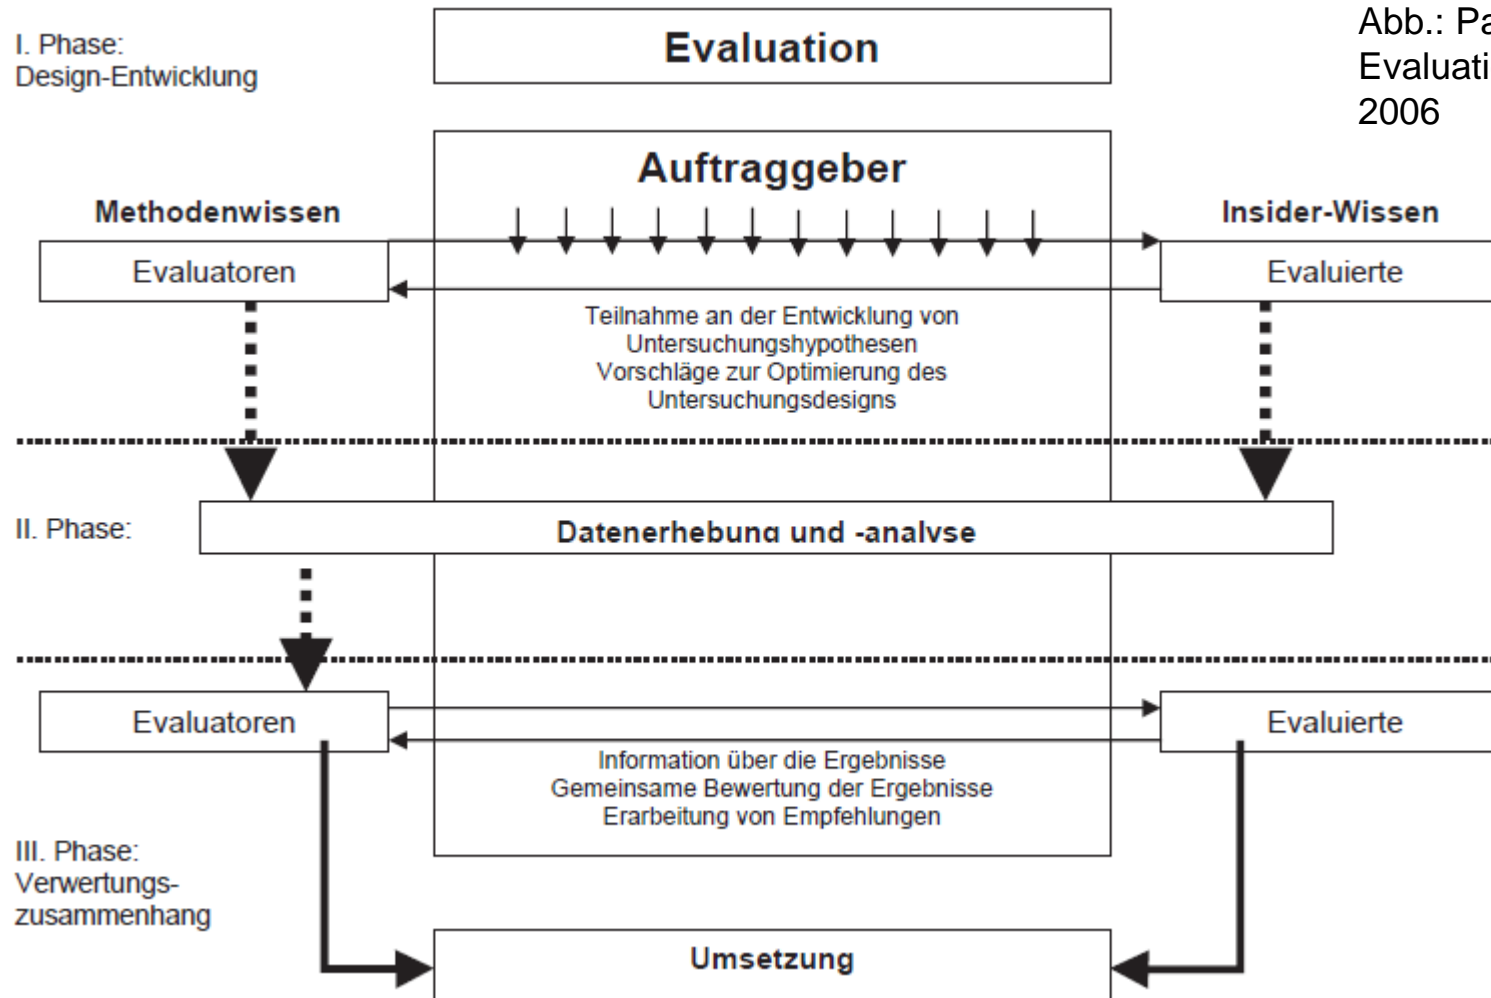 I. Phase:
Design-Entwicklung
Evaluation
Abb.:
2006
Auftraggeber
Methodenwissen
Insider-Wissen
Evaluatoren
Evaluierte
Teilnahme an der Entwicklung von
Untersuchungshypothesen
Vorschläge zur Optimierung des
Untersuchungsdesigns
II. Phase:
Datenerhebung und -analyse
Evaluatoren
Evaluierte
Information über die Ergebnisse
Gemeinsame Bewertung der Ergebnisse
Erarbeitung von Empfehlungen
III. Phase:
Verwertungs-
zusammenhang
Umsetzung